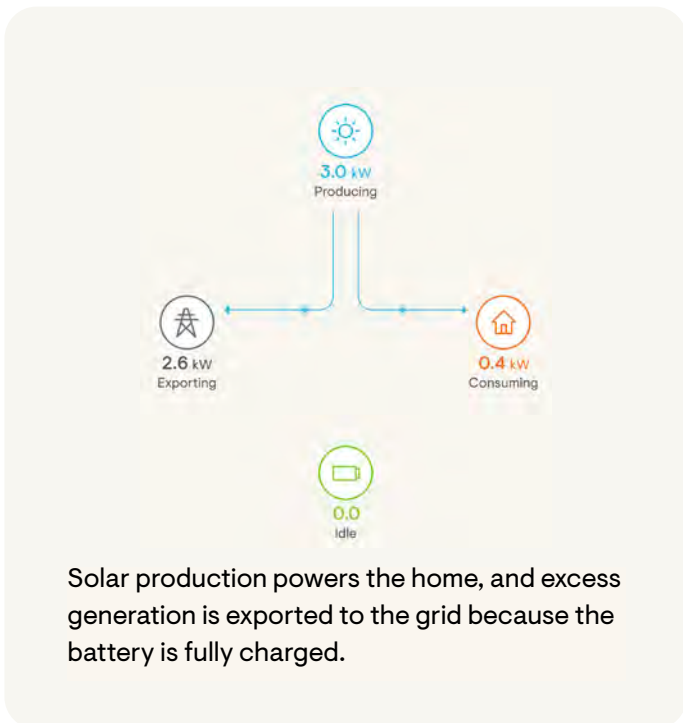 3.0 kW
Producing
2.6 kW
Exporting
0.4 kW
Consuming
0.0
Idle
Solar production powers the home, and excess
generation is exported to the grid because the
battery is fully charged.